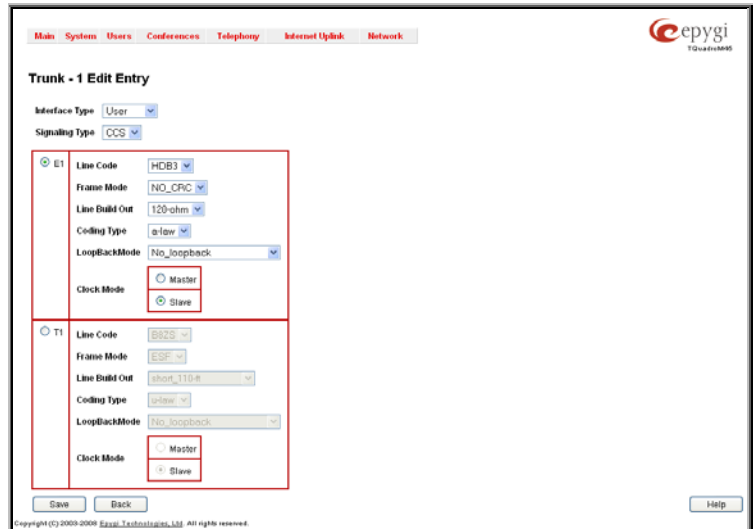 Main System Users Conferences Telephony Internet Uplink Network
epygi
TQuadroM45
Trunk - 1 Edit Entry
Interface Type User
Signaling Type CCS
E1
Line Code HDB3
Frame Mode NO_CRC
Line Build Out 120-ohm
Coding Type a-law
LoopBackMode No_loopback
Clock Mode
Master
Slave
T1
Line Code B8ZS
Frame Mode ESF
Line Build Out short_110-ft
Coding Type u-law
LoopBackMode No_loopback
Clock Mode
Master
Slave
Save Back Help
Copyright (C) 2003-2008 Epygi Technologies, Ltd. All rights reserved.